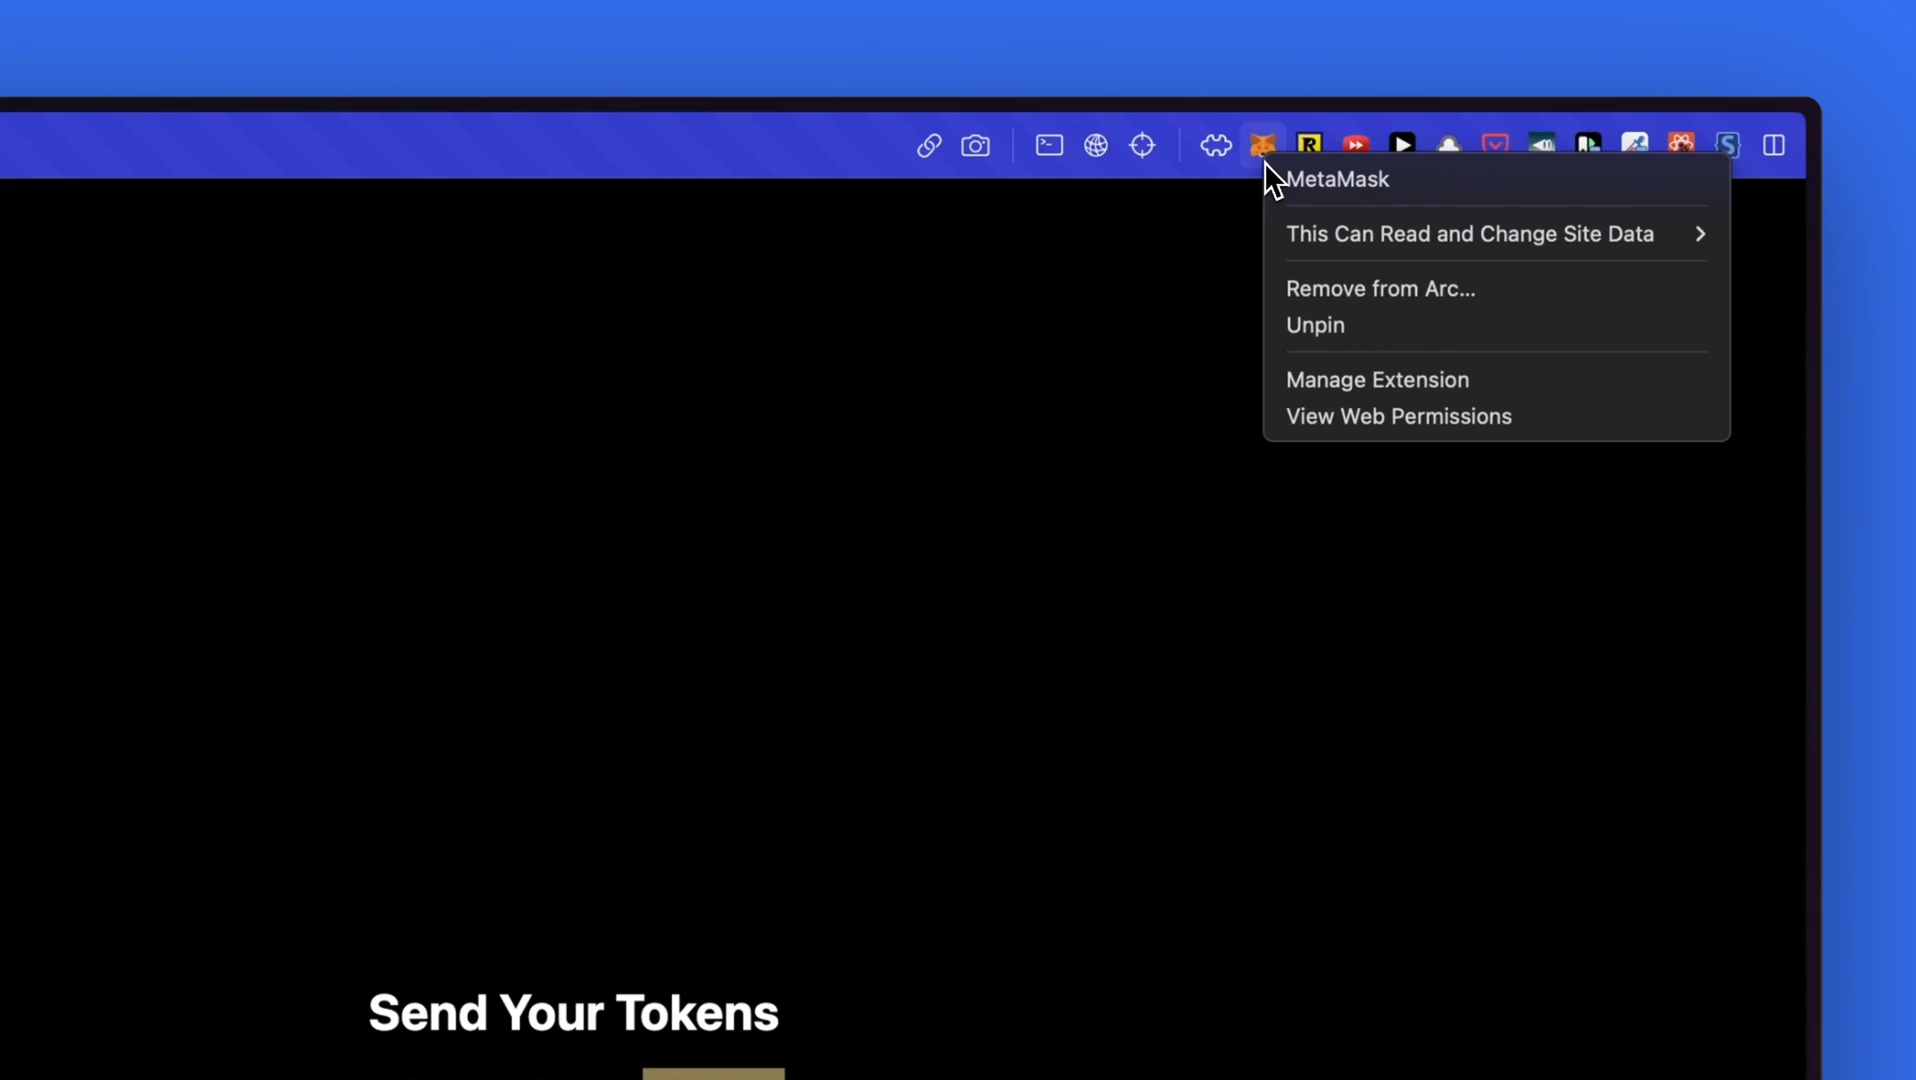 R
S
MetaMask
This Can Read and Change Site Data
Remove from Arc...
Unpin
Manage Extension
View Web Permissions
Send Your Tokens